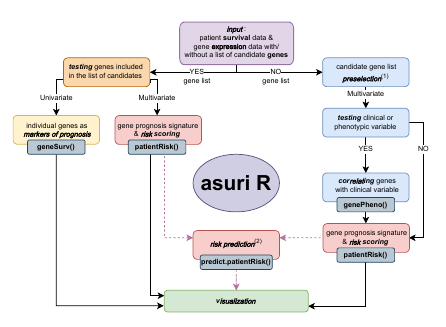 input:
patient survival data &
gene expression data with/
without a list of candidate genes
testing genes included
in the list of candidates
YES
gene list
NO
gene list
candidate gene list
preselection(1)
Univariate
Multivariate
Multivariate
individual genes as
markers of prognosis
geneSurv()
gene prognosis signature
& risk scoring
patientRisk()
testing clinical or
phenotypic variable
YES
NO
asuri R
correlating genes
with clinical variable
genePheno()
risk prediction(2)
predict.patientRisk()
gene prognosis signature
& risk scoring
patientRisk()
visualization